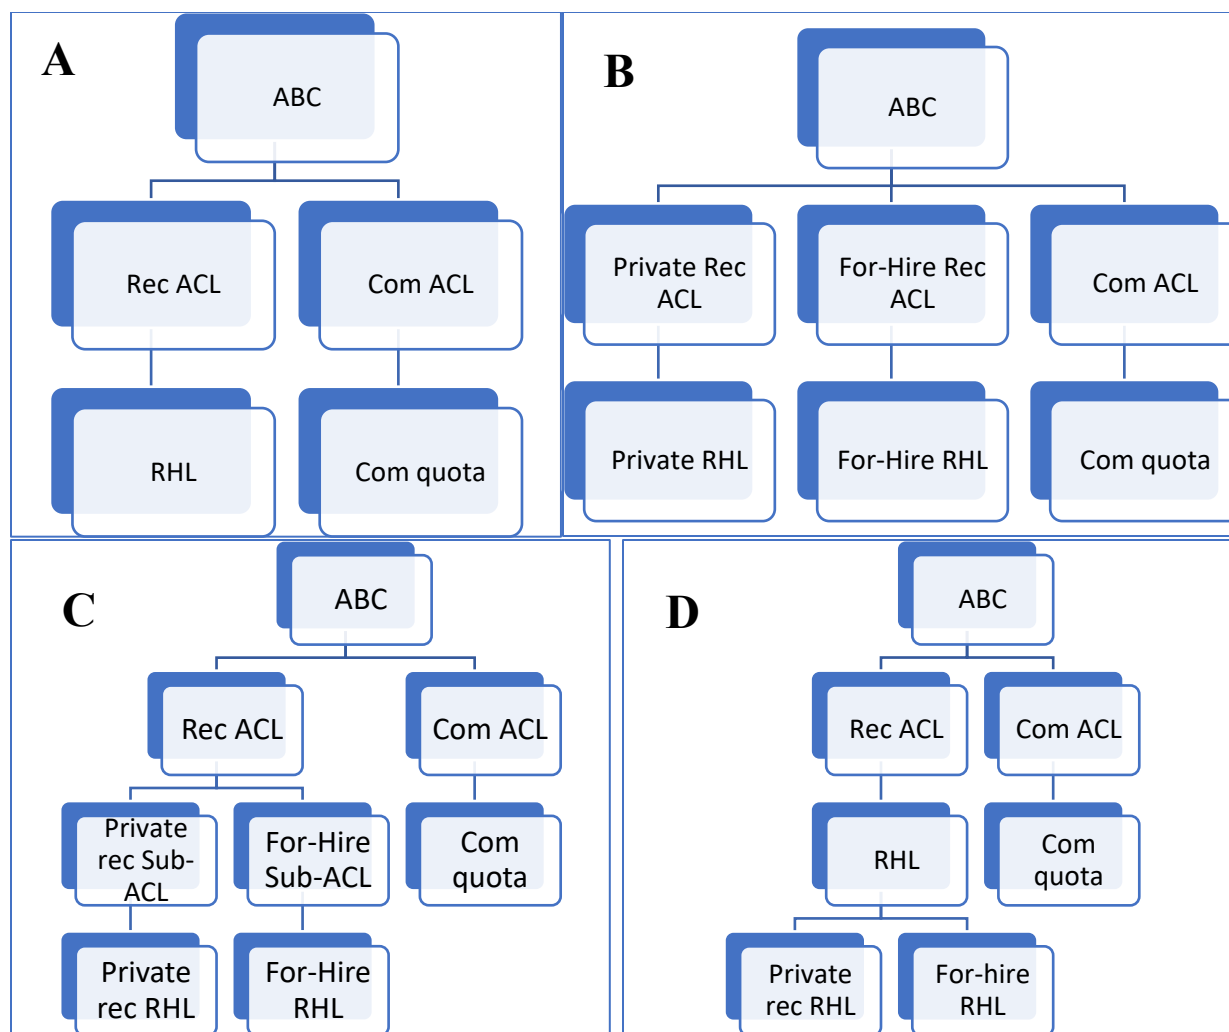 A
ABC
Rec ACL
Com ACL
RHL
Com quota
B
ABC
Private Rec
ACL
For-Hire Rec
ACL
Com ACL
Private RHL
For-Hire RHL
Com quota
C
ABC
Rec ACL
Com ACL
Private
rec Sub-
ACL
For-Hire
Sub-ACL
Com
quota
Private
rec RHL
For-Hire
RHL
D
ABC
Rec ACL
Com ACL
RHL
Com
quota
Private
rec RHL
For-hire
RHL